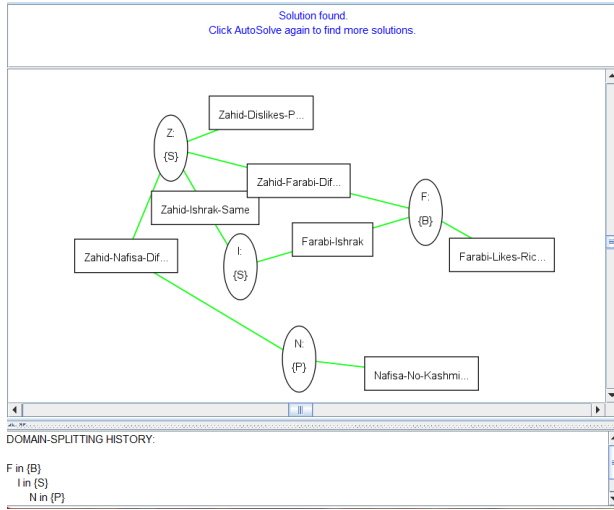 Solution found.
Click AutoSolve again to find more solutions.
Zahid-Dislikes-P...
Z:
{S}
Zahid-Farabi-Dif...
F:
{B}
Zahid-Ishrak-Same
Farabi-Ishrak
Zahid-Nafisa-Dif...
I:
{S}
Farabi-Likes-Ric...
N:
{P}
Nafisa-No-Kashmi...
DOMAIN-SPLITTING HISTORY:
F in {B}
I in {S}
N in {P}